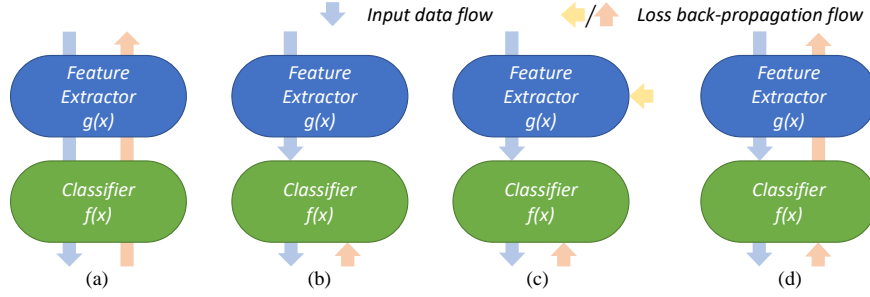 Input data flow
/
Loss back-propagation flow
Feature
Extractor
g(x)
Classifier
f(x)
(a)
Feature
Extractor
g(x)
Classifier
f(x)
(b)
Feature
Extractor
g(x)
Classifier
f(x)
(c)
Feature
Extractor
g(x)
Classifier
f(x)
(d)